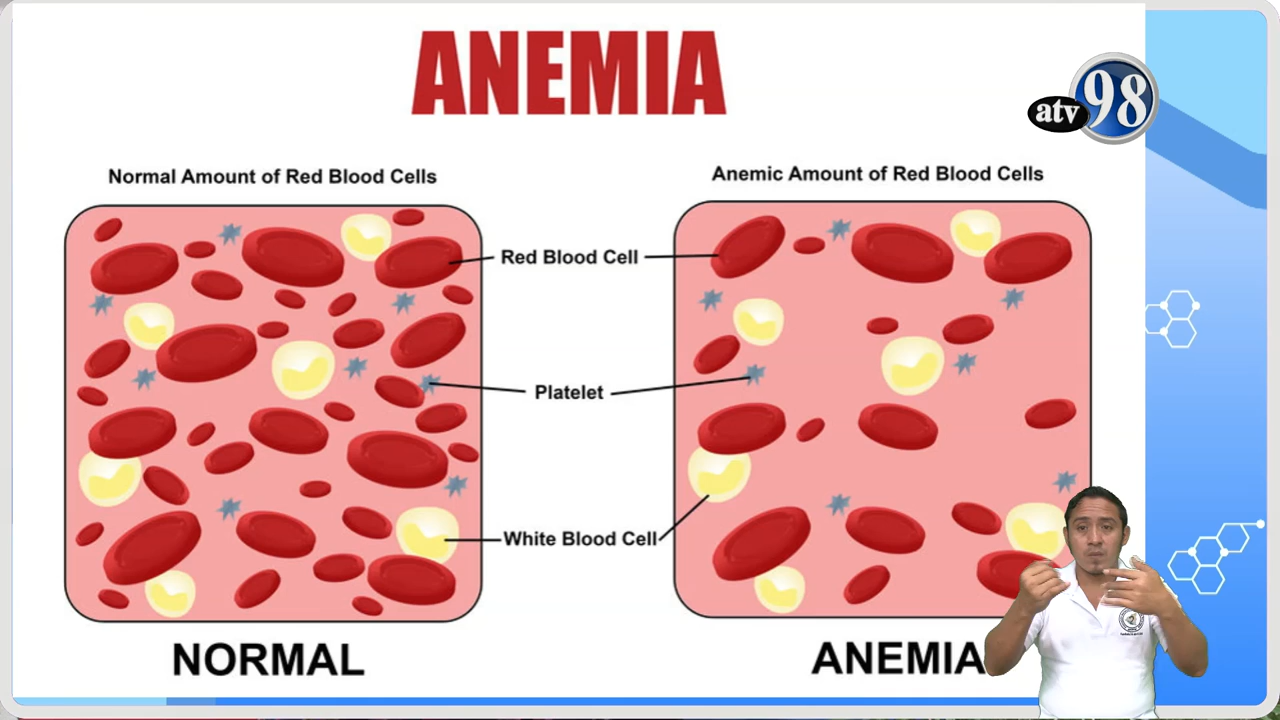 ANEMIA
atv 98
Normal Amount of Red Blood Cells
Anemic Amount of Red Blood Cells
Red Blood Cell
Platelet
White Blood Cell
NORMAL
ANEMIA